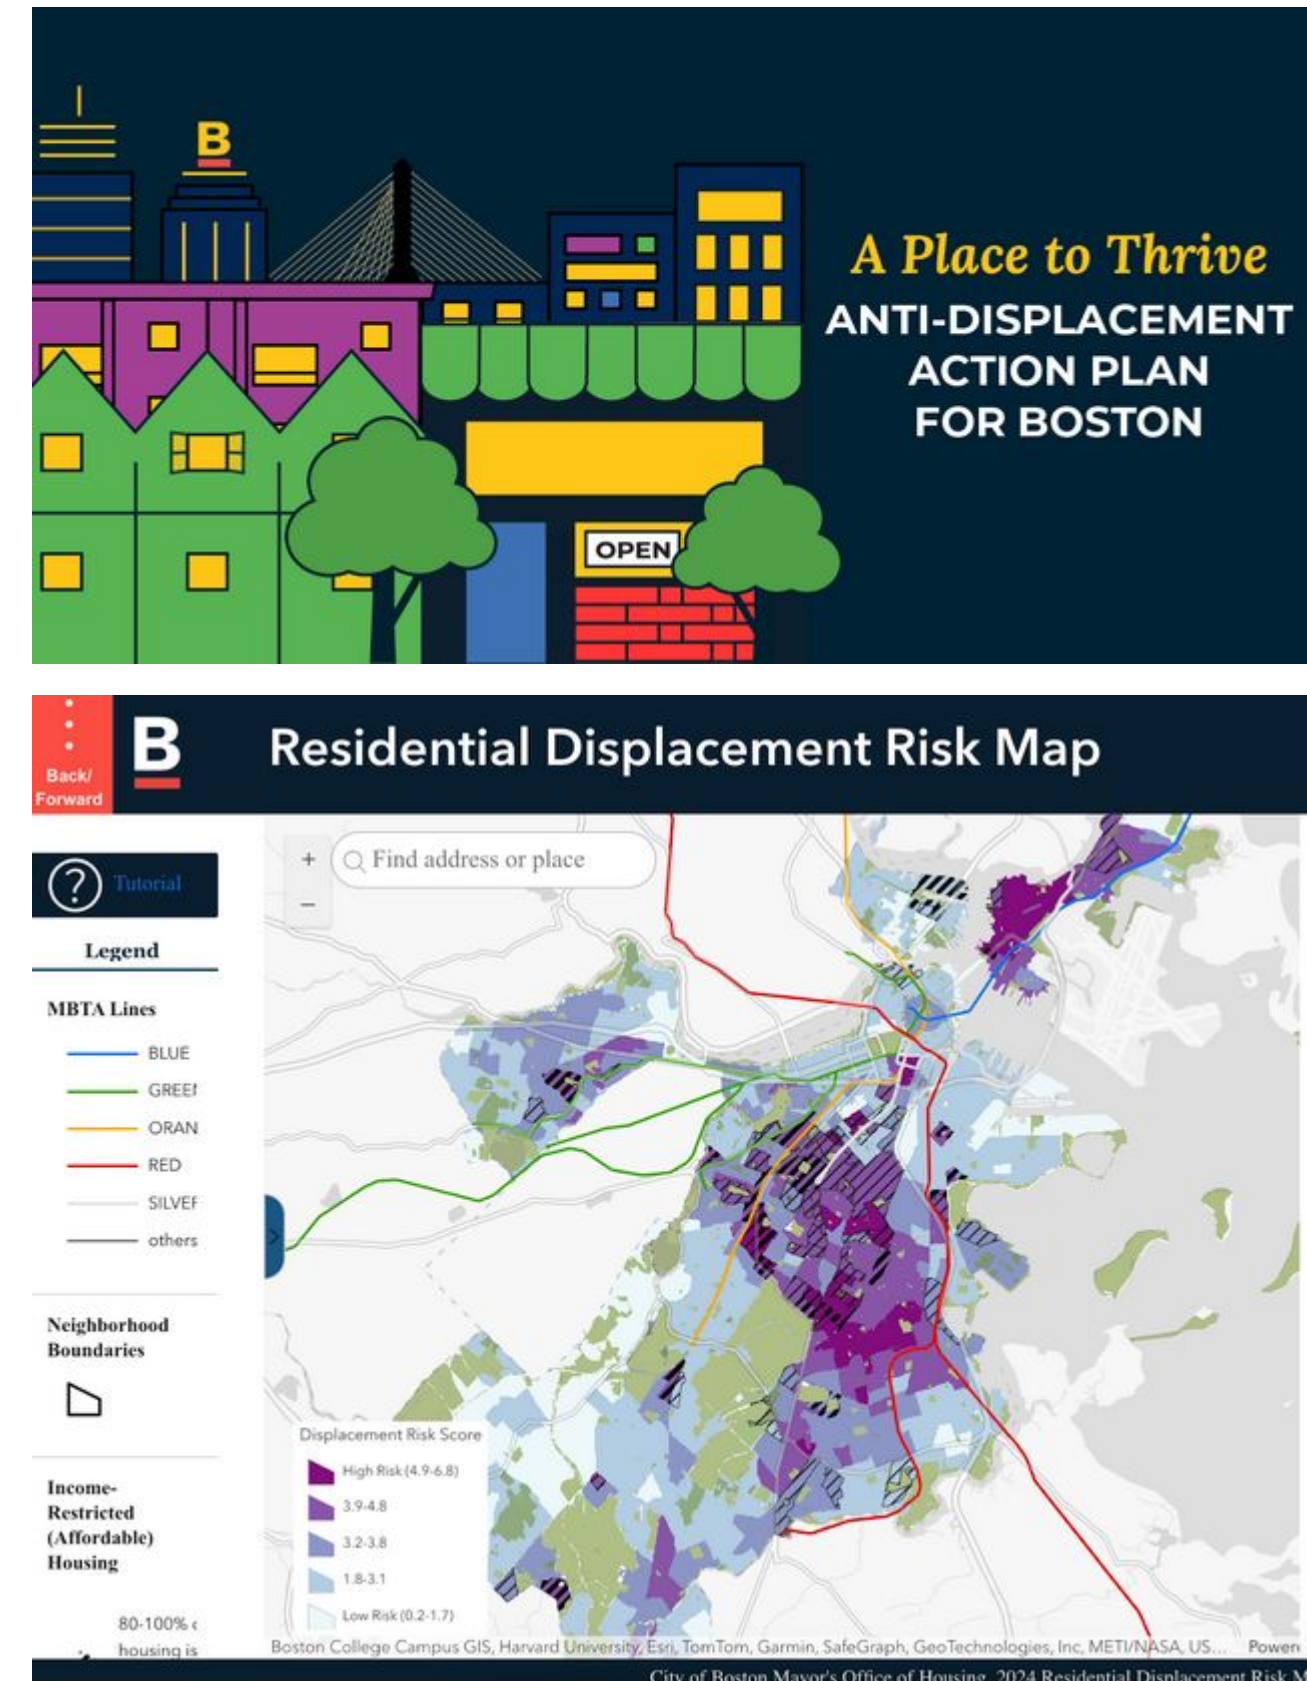 B
A Place to Thrive
ANTI-DISPLACEMENT
ACTION PLAN
FOR BOSTON
OPEN
Back/
Forward
B
Residential Displacement Risk Map
?
Tutorial
Legend
MBTA Lines
BLUE
GREEN
ORAN
RED
SILVER
others
Neighborhood
Boundaries
Income-
Restricted
(Affordable)
Housing
80-100%
housing is
+
Find address or place
−
Displacement Risk Score
High Risk (4.9-6.8)
3.9-4.8
3.2-3.8
1.8-3.1
Low Risk (0.2-1.7)
Boston College Campus GIS, Harvard University, Esri, TomTom, Garmin, SafeGraph, GeoTechnologies, Inc, METI/NASA, US... Power
City of Boston Mayor's Office of Housing, 2024 Residential Displacement Risk M